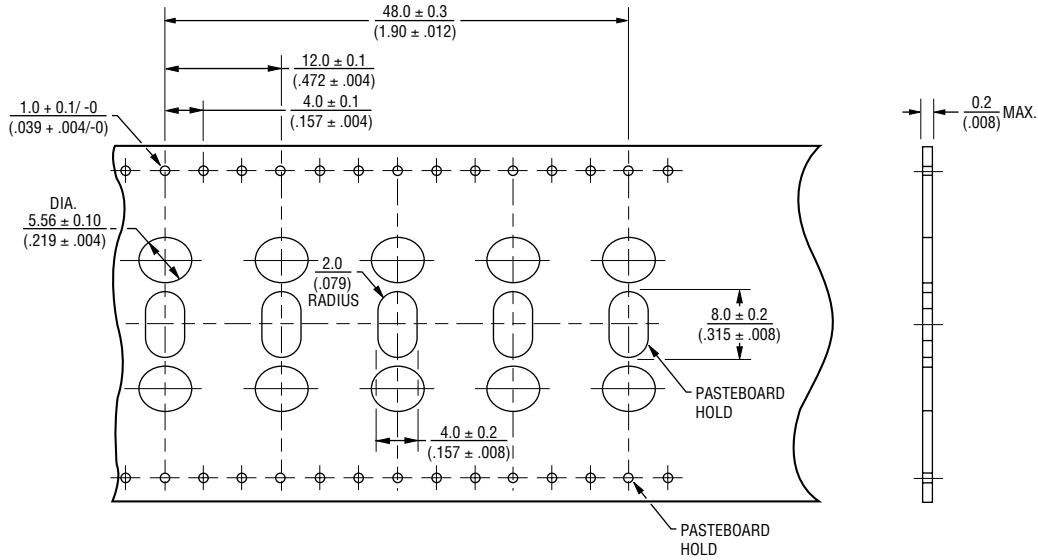 48.0 ± 0.3
(1.90 ± .012)
12.0 ± 0.1
(.472 ± .004)
4.0 ± 0.1
(.157 ± .004)
1.0 + 0.1/ -0
(.039 + .004/-0)
0.2
(.008)
MAX.
DIA.
5.56 ± 0.10
(.219 ± .004)
2.0
(.079)
RADIUS
8.0 ± 0.2
(.315 ± .008)
PASTEBOARD
HOLD
4.0 ± 0.2
(.157 ± .008)
PASTEBOARD
HOLD